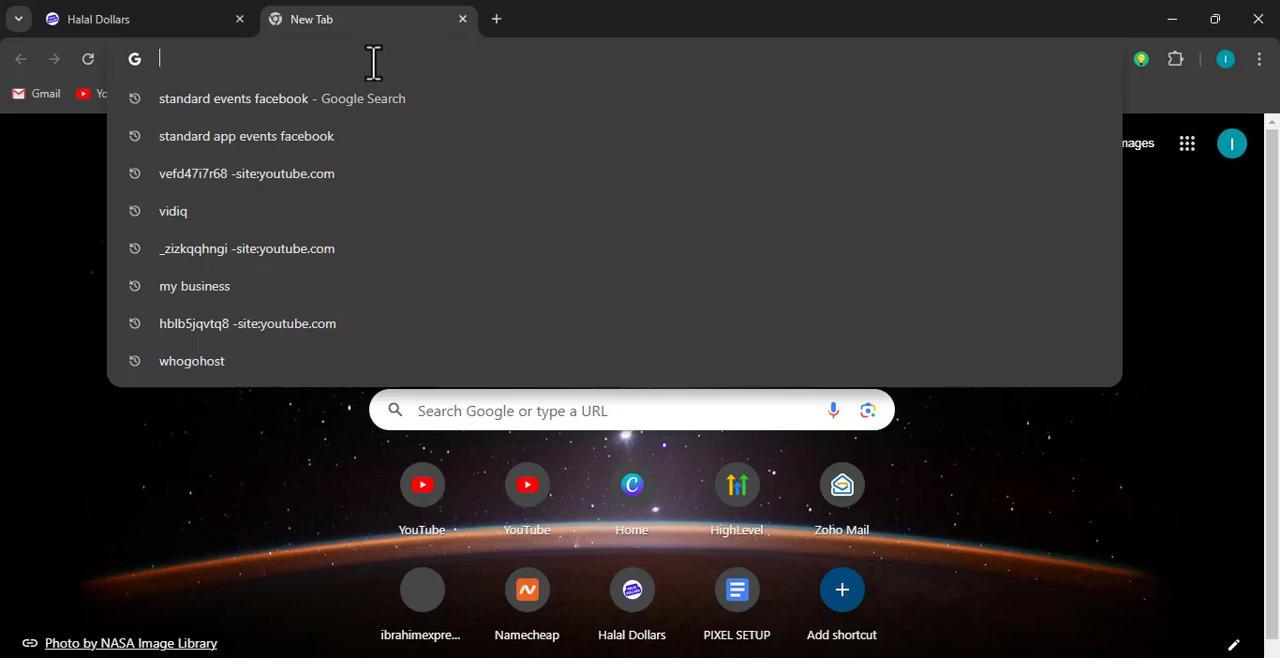 Halal Dollars
New Tab
G
I
Gmail
Yo
standard events facebook - Google Search
standard app events facebook
vefd47i7r68 -site:youtube.com
vidiq
_zizkqqhngi -site:youtube.com
my business
hblb5jqvtq8 -site:youtube.com
whogohost
mages
I
Search Google or type a URL
YouTube YouTube Home HighLevel Zoho Mail
ibrahimexpre... Namecheap Halal Dollars PIXEL SETUP Add shortcut
Photo by NASA Image Library